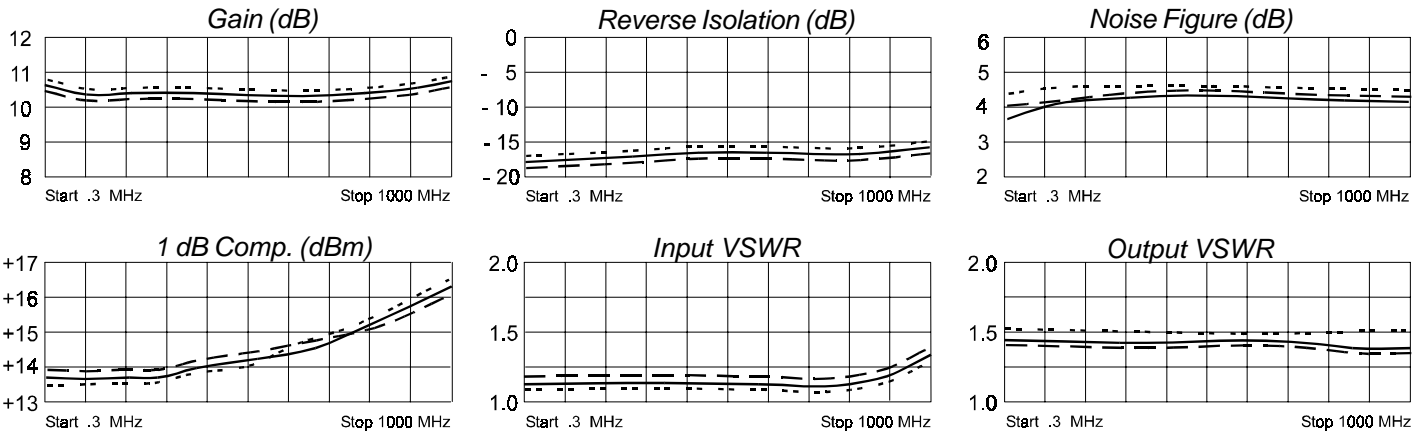 Gain (dB)
12
11
10
9
8
Start .3 MHz Stop 1000 MHz
Reverse Isolation (dB)
0
- 5
- 10
- 15
- 20
Start .3 MHz Stop 1000 MHz
Noise Figure (dB)
6
5
4
3
2
Start .3 MHz Stop 1000 MHz
1 dB Comp. (dBm)
+17
+16
+15
+14
+13
Start .3 MHz Stop 1000 MHz
Input VSWR
2.0
1.5
1.0
Start .3 MHz Stop 1000 MHz
Output VSWR
2.0
1.5
1.0
Start .3 MHz Stop 1000 MHz